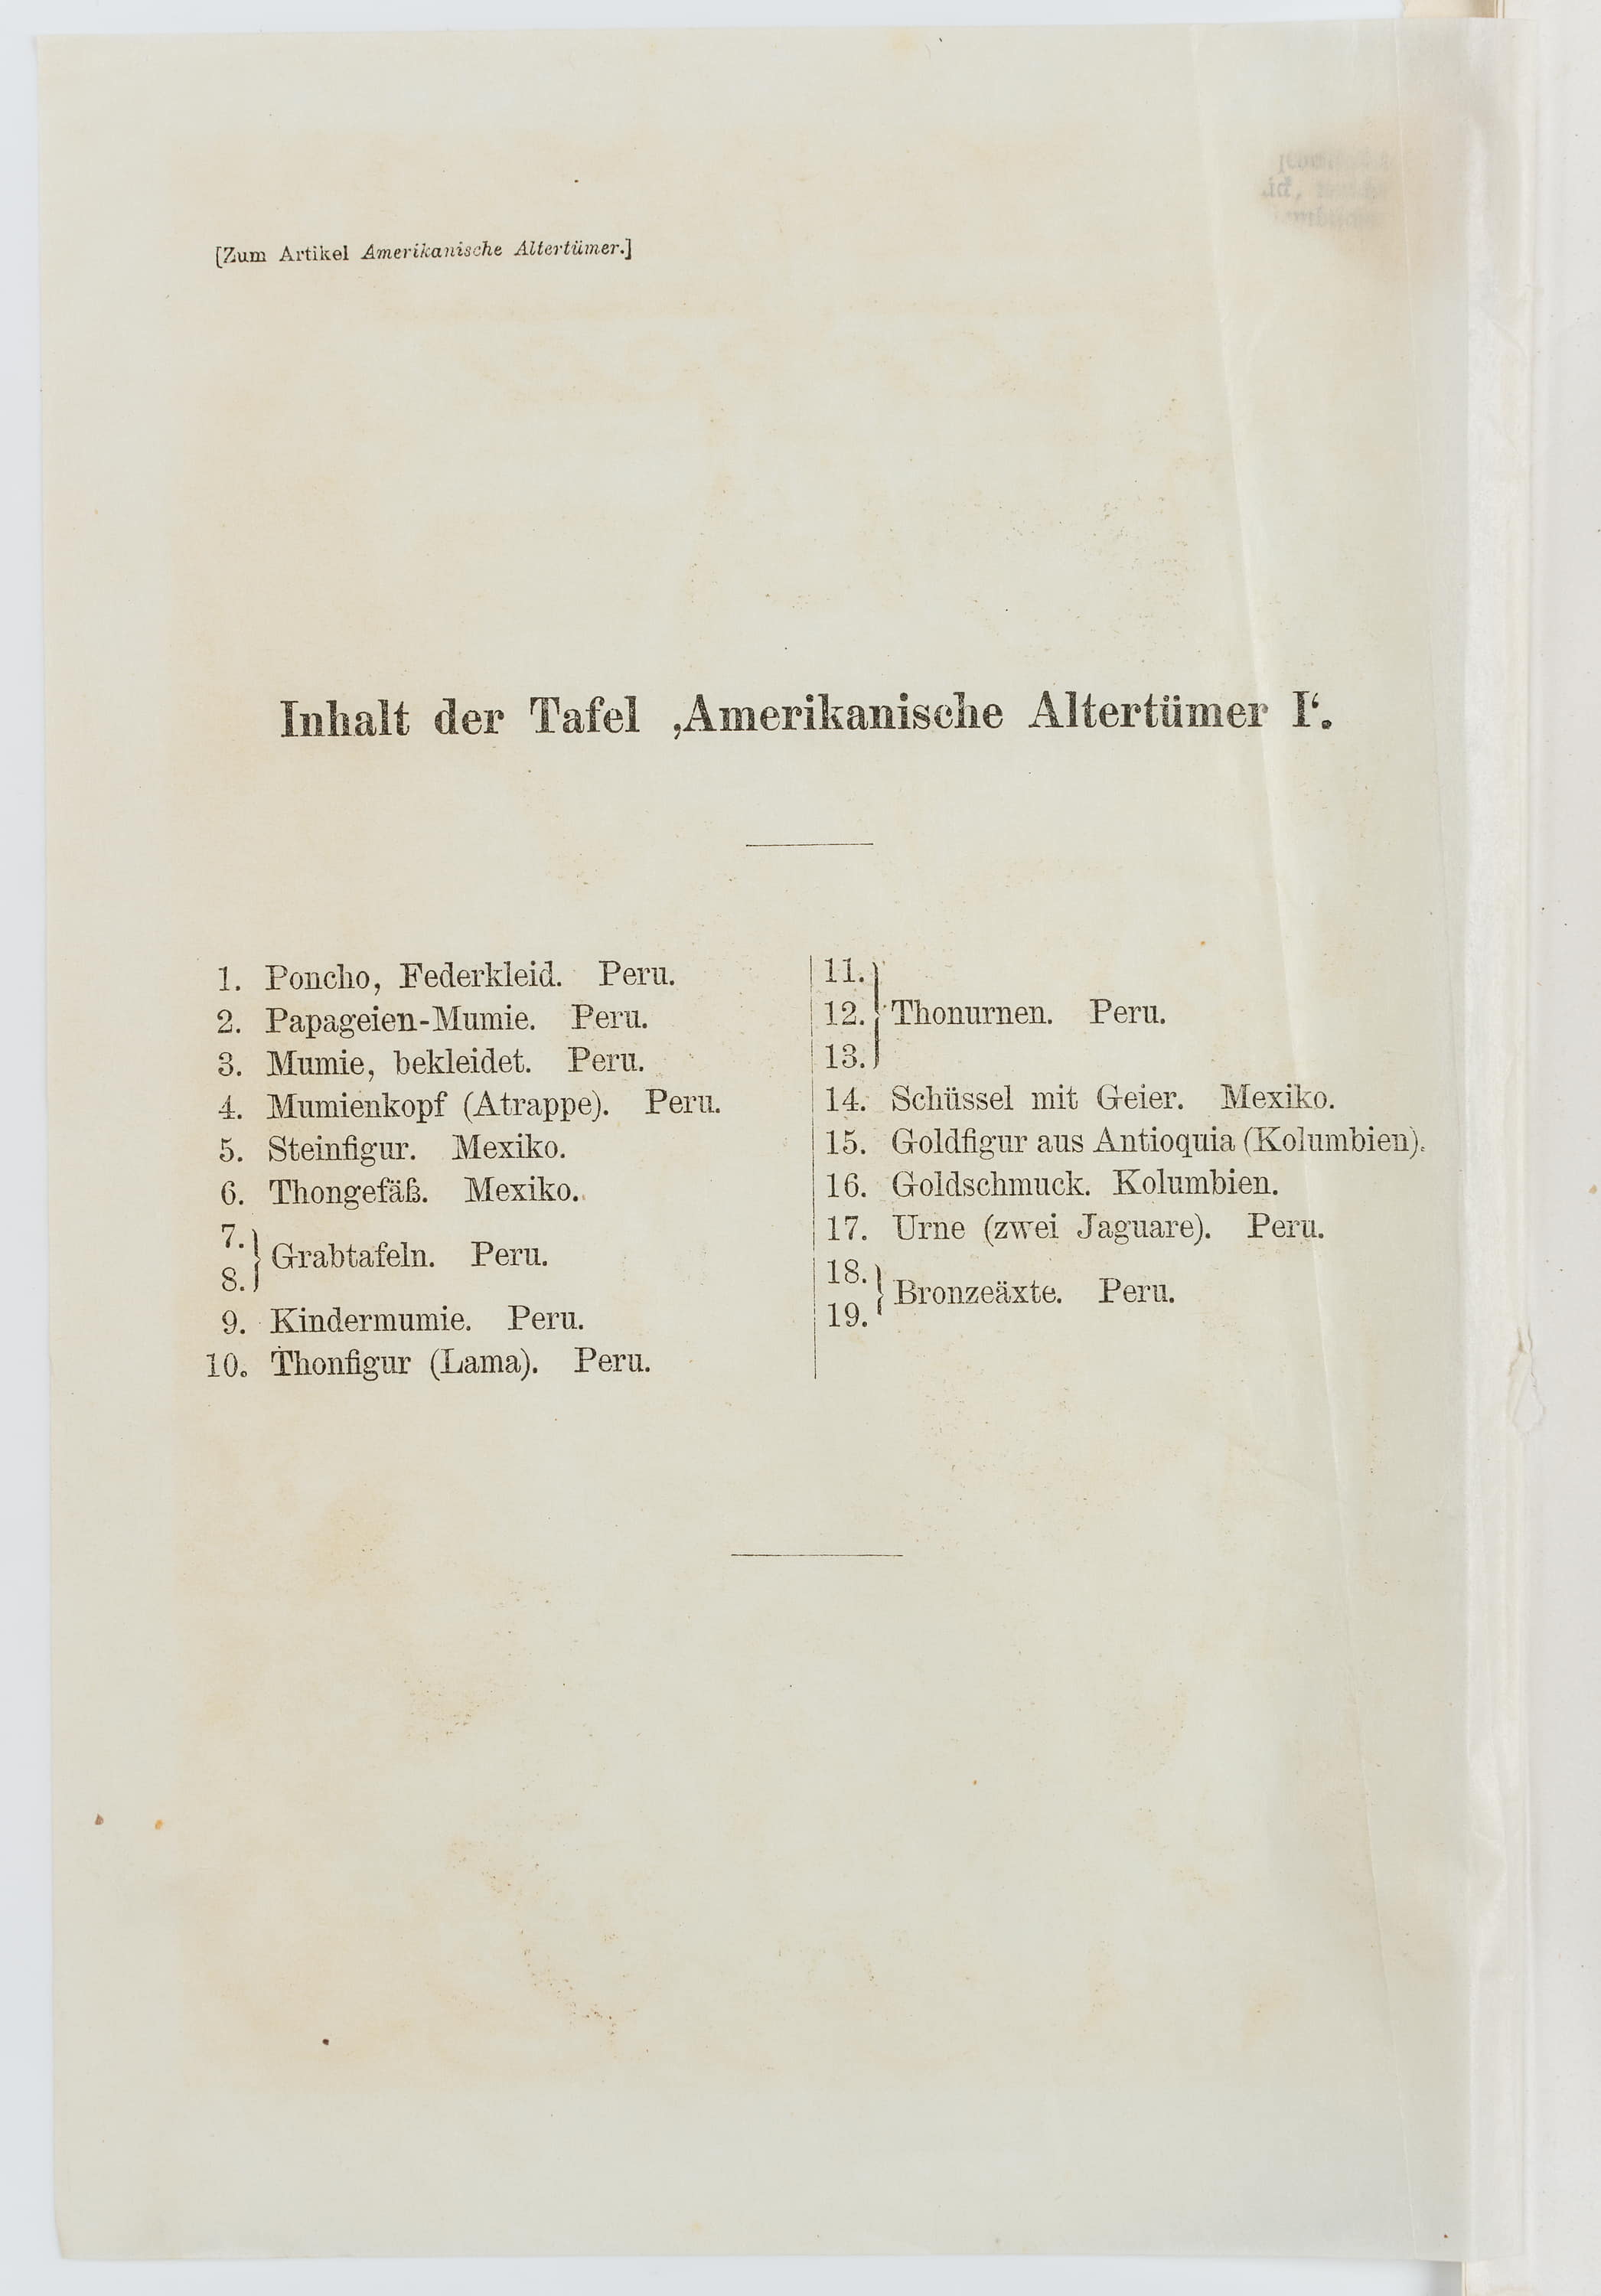 [Zum Artikel Amerikanische Altertümer.]
Inhalt der Tafel ‚Amerikanische Altertümer I‘.
1. Poncho, Federkleid. Peru.
2. Papageien-Mumie. Peru.
3. Mumie, bekleidet. Peru.
4. Mumienkopf (Atrappe). Peru.
5. Steinfigur. Mexiko.
6. Thongefäß. Mexiko.
7.
8.} Grabtafeln. Peru.
9. Kindermumie. Peru.
10. Thonfigur (Lama). Peru.
11.
12.} Thonurnen. Peru.
13.
14. Schüssel mit Geier. Mexiko.
15. Goldfigur aus Antioquia (Kolumbien).
16. Goldschmuck. Kolumbien.
17. Urne (zwei Jaguare). Peru.
18.
19.} Bronzeäxte. Peru.